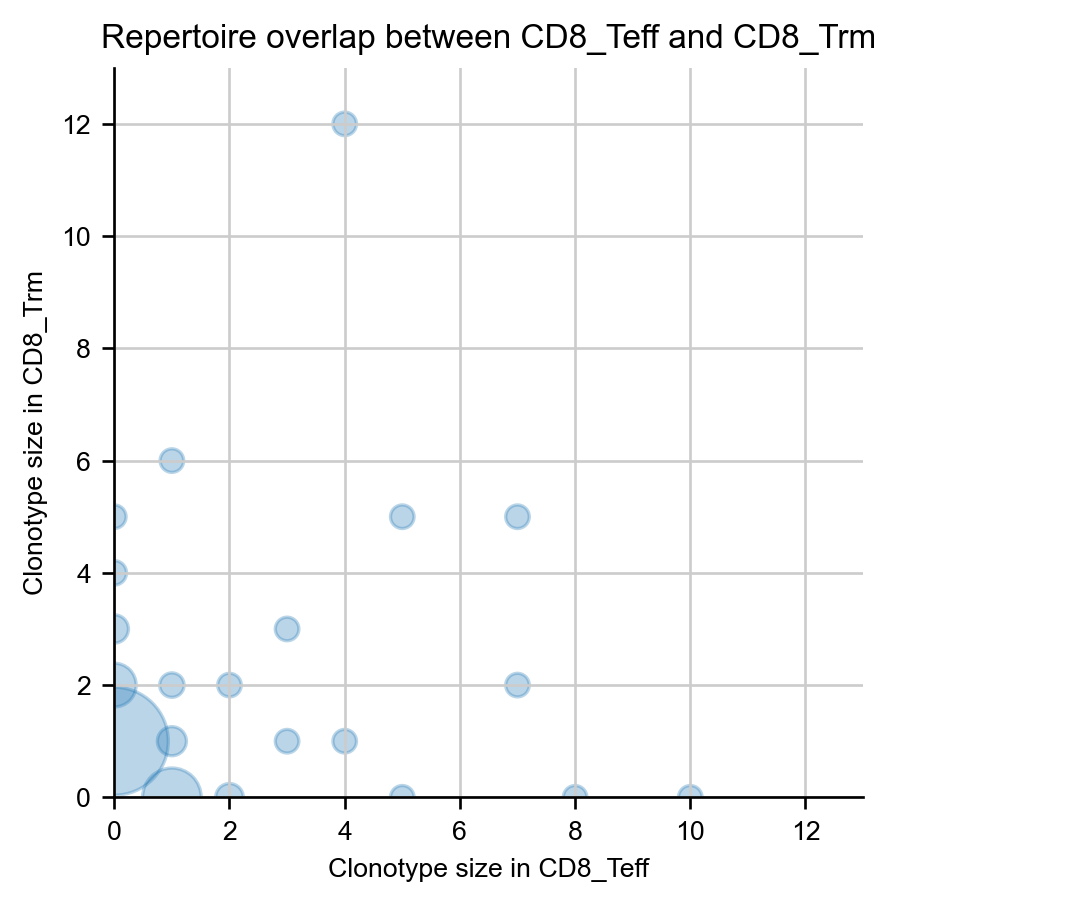 Repertoire overlap between CD8_Teff and CD8_Trm
12
10
8
6
4
2
0
Clonotype size in CD8_Trm
0 2 4 6 8 10 12
Clonotype size in CD8_Teff